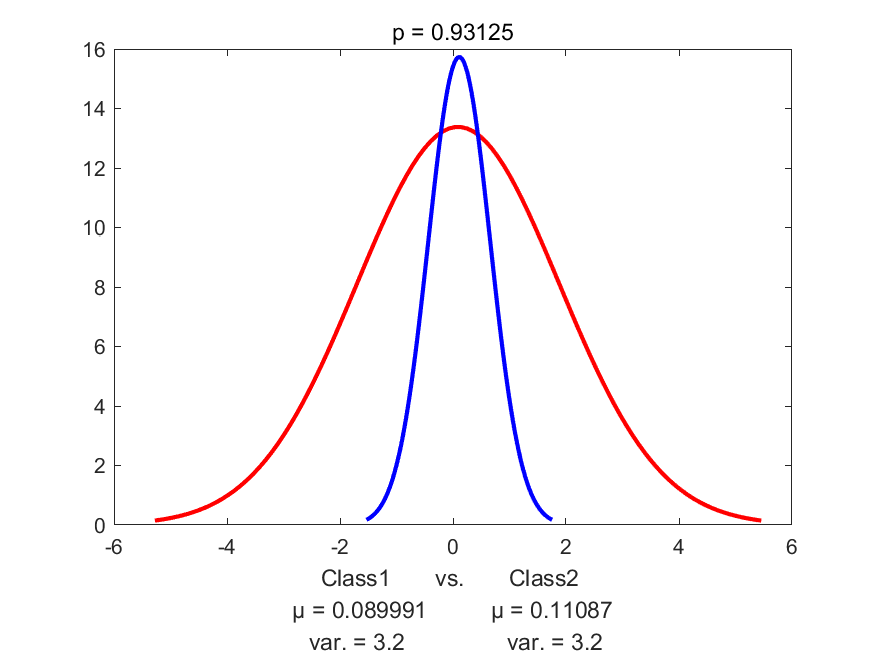 p = 0.93125
16
14
12
10
8
6
4
2
0
-6 -4 -2 0 2 4 6
Class1 vs. Class2
μ = 0.089991 μ = 0.11087
var. = 3.2 var. = 3.2